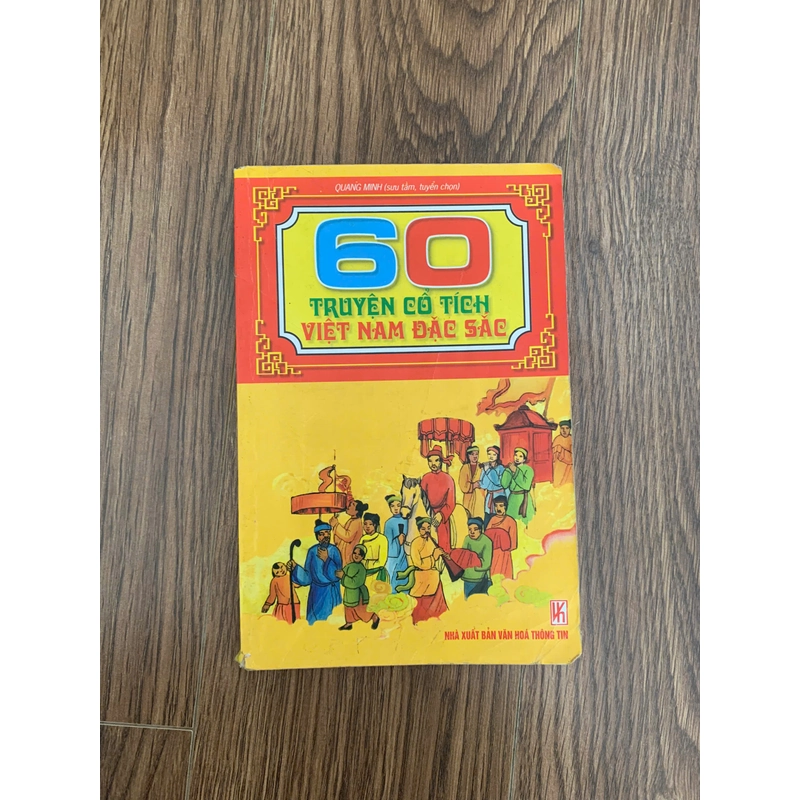 QUANG MINH (sưu tầm, tuyển chọn)
60
TRUYỆN CỔ TÍCH
VIỆT NAM ĐẶC SẮC
NHÀ XUẤT BẢN VĂN HOÁ THÔNG TIN